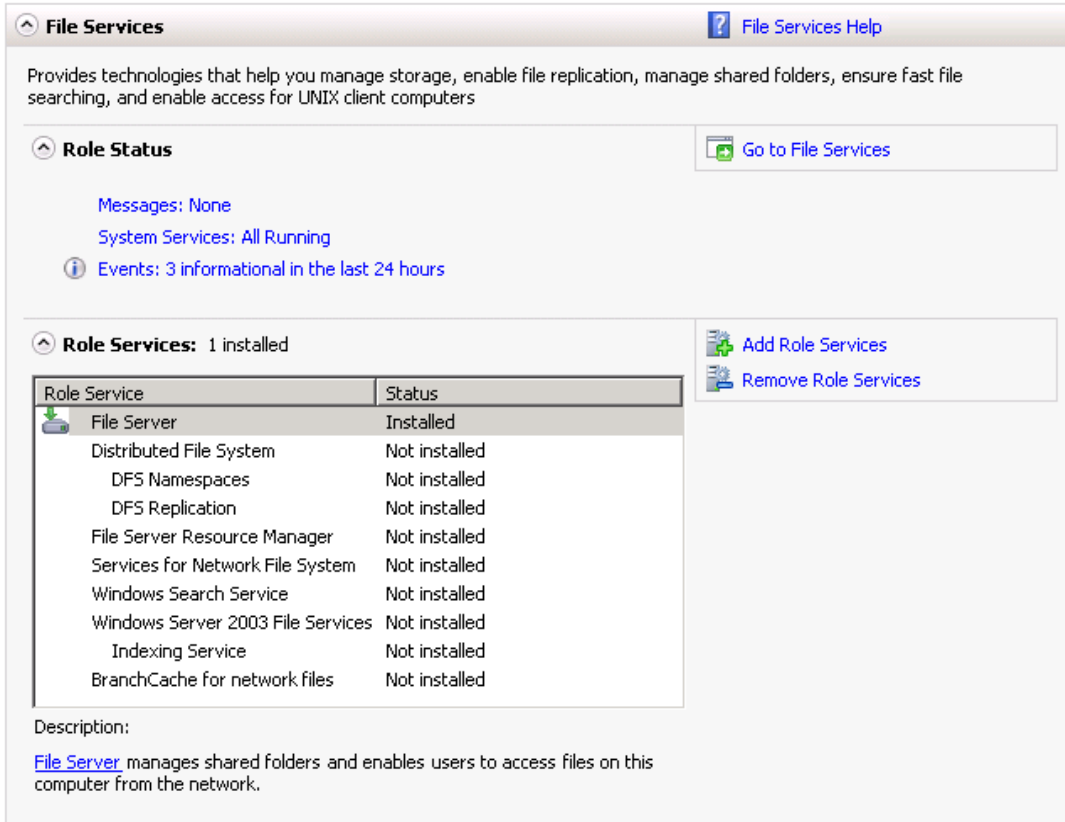 File Services
File Services Help
Provides technologies that help you manage storage, enable file replication, manage shared folders, ensure fast file
searching, and enable access for UNIX client computers
Role Status
Go to File Services
Messages: None
System Services: All Running
Events: 3 informational in the last 24 hours
Role Services: 1 installed
Add Role Services
Remove Role Services
Role Service Status
File Server Installed
Distributed File System Not installed
DFS Namespaces Not installed
DFS Replication Not installed
File Server Resource Manager Not installed
Services for Network File System Not installed
Windows Search Service Not installed
Windows Server 2003 File Services Not installed
Indexing Service Not installed
BranchCache for network files Not installed
Description:
File Server manages shared folders and enables users to access files on this
computer from the network.